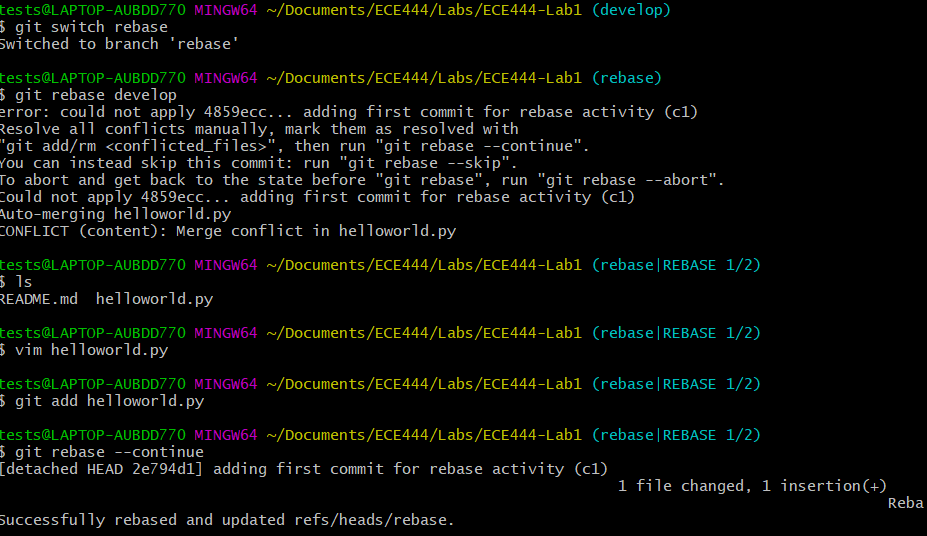 tests@LAPTOP-AUBDD770 MINGW64 ~/Documents/ECE444/Labs/ECE444-Lab1 (develop)
$ git switch rebase
Switched to branch 'rebase'
tests@LAPTOP-AUBDD770 MINGW64 ~/Documents/ECE444/Labs/ECE444-Lab1 (rebase)
$ git rebase develop
error: could not apply 4859ecc... adding first commit for rebase activity (c1)
Resolve all conflicts manually, mark them as resolved with
"git add/rm <conflicted_files>", then run "git rebase --continue".
You can instead skip this commit: run "git rebase --skip".
To abort and get back to the state before "git rebase", run "git rebase --abort".
Could not apply 4859ecc... adding first commit for rebase activity (c1)
Auto-merging helloworld.py
CONFLICT (content): Merge conflict in helloworld.py
tests@LAPTOP-AUBDD770 MINGW64 ~/Documents/ECE444/Labs/ECE444-Lab1 (rebase|REBASE 1/2)
$ ls
README.md  helloworld.py
tests@LAPTOP-AUBDD770 MINGW64 ~/Documents/ECE444/Labs/ECE444-Lab1 (rebase|REBASE 1/2)
$ vim helloworld.py
tests@LAPTOP-AUBDD770 MINGW64 ~/Documents/ECE444/Labs/ECE444-Lab1 (rebase|REBASE 1/2)
$ git add helloworld.py
tests@LAPTOP-AUBDD770 MINGW64 ~/Documents/ECE444/Labs/ECE444-Lab1 (rebase|REBASE 1/2)
$ git rebase --continue
[detached HEAD 2e794d1] adding first commit for rebase activity (c1)
1 file changed, 1 insertion(+)
Reba
Successfully rebased and updated refs/heads/rebase.